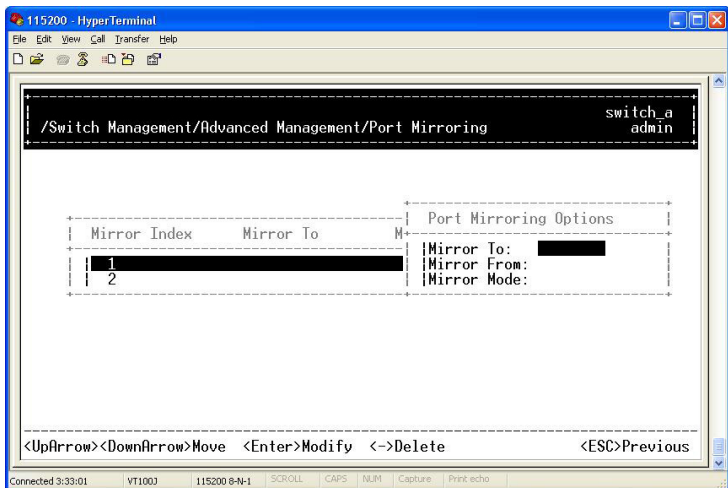 115200 - HyperTerminal
File Edit View Call Transfer Help
switch_a
/Switch Management/Advanced Management/Port Mirroring admin
Port Mirroring Options
Mirror Index Mirror To M
Mirror To:
1 Mirror From:
2 Mirror Mode:
<UpArrow><DownArrow>Move <Enter>Modify <->Delete <ESC>Previous
Connected 3:33:01 VT100J 115200 8-N-1 SCROLL CAPS NUM Capture Print echo